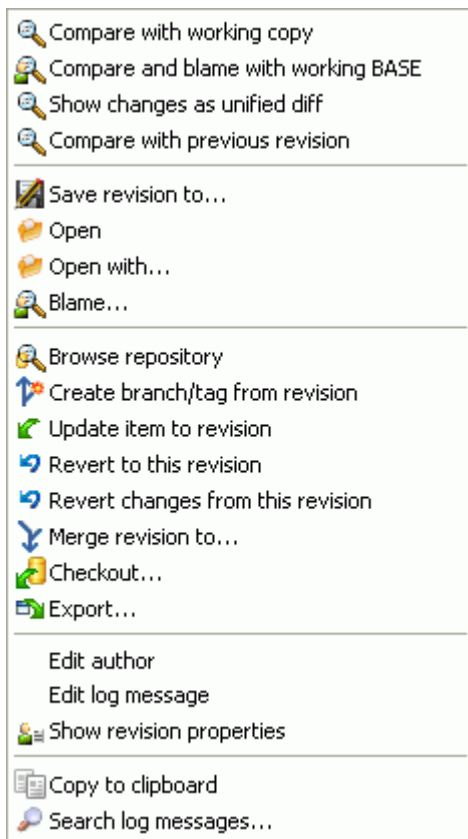 Compare with working copy
Compare and blame with working BASE
Show changes as unified diff
Compare with previous revision
Save revision to...
Open
Open with...
Blame...
Browse repository
Create branch/tag from revision
Update item to revision
Revert to this revision
Revert changes from this revision
Merge revision to...
Checkout...
Export...
Edit author
Edit log message
Show revision properties
Copy to clipboard
Search log messages...